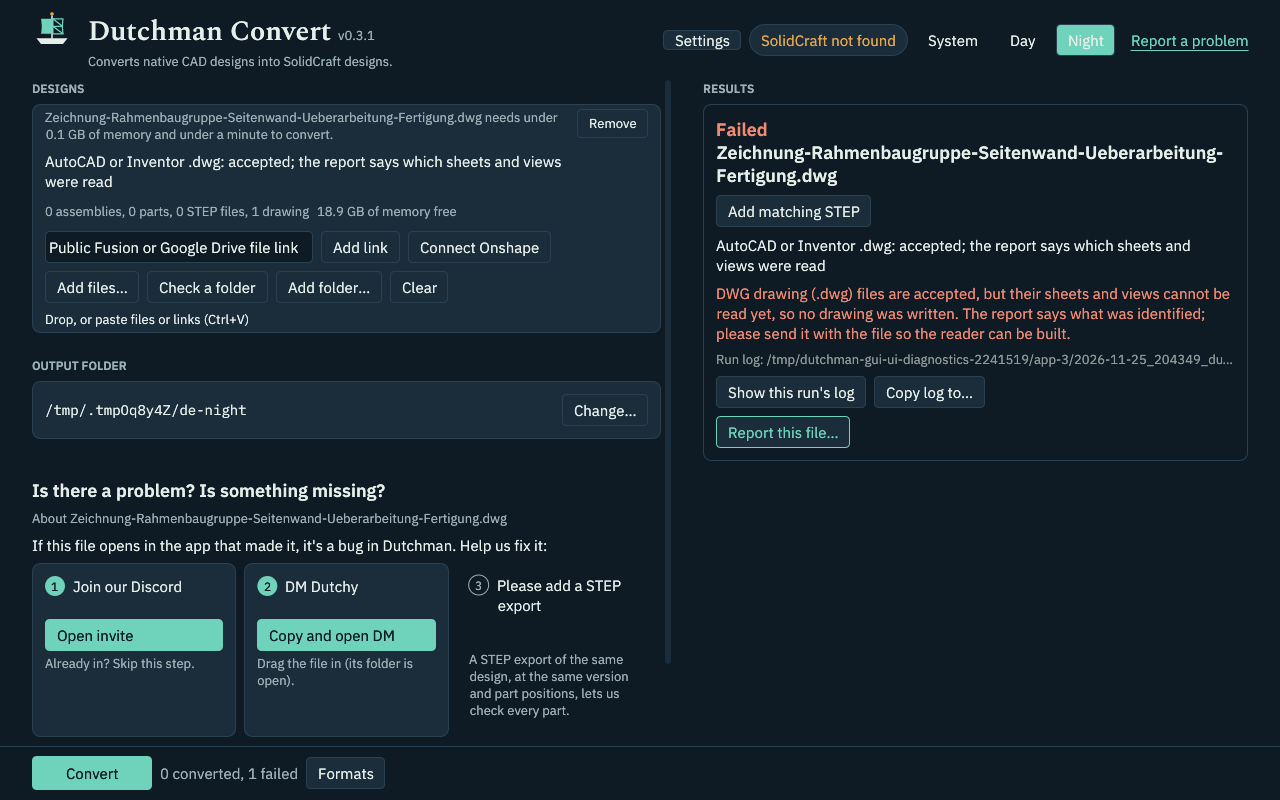 Dutchman Convert v0.3.1
Converts native CAD designs into SolidCraft designs.
Settings
SolidCraft not found
System
Day
Night
Report a problem
DESIGNS
Zeichnung-Rahmenbaugruppe-Seitenwand-Ueberarbeitung-Fertigung.dwg needs under
0.1 GB of memory and under a minute to convert.
Remove
AutoCAD or Inventor .dwg: accepted; the report says which sheets and views
were read
0 assemblies, 0 parts, 0 STEP files, 1 drawing 18.9 GB of memory free
Public Fusion or Google Drive file link
Add link
Connect Onshape
Add files...
Check a folder
Add folder...
Clear
Drop, or paste files or links (Ctrl+V)
OUTPUT FOLDER
/tmp/.tmpOq8y4Z/de-night
Change...
Is there a problem? Is something missing?
About Zeichnung-Rahmenbaugruppe-Seitenwand-Ueberarbeitung-Fertigung.dwg
If this file opens in the app that made it, it's a bug in Dutchman. Help us fix it:
1 Join our Discord
Open invite
Already in? Skip this step.
2 DM Dutchy
Copy and open DM
Drag the file in (its folder is
open).
3 Please add a STEP
export
A STEP export of the same
design, at the same version
and part positions, lets us
check every part.
RESULTS
Failed
Zeichnung-Rahmenbaugruppe-Seitenwand-Ueberarbeitung-
Fertigung.dwg
Add matching STEP
AutoCAD or Inventor .dwg: accepted; the report says which sheets and
views were read
DWG drawing (.dwg) files are accepted, but their sheets and views cannot be
read yet, so no drawing was written. The report says what was identified;
please send it with the file so the reader can be built.
Run log: /tmp/dutchman-gui-ui-diagnostics-2241519/app-3/2026-11-25_204349_du...
Show this run's log
Copy log to...
Report this file...
Convert
0 converted, 1 failed
Formats